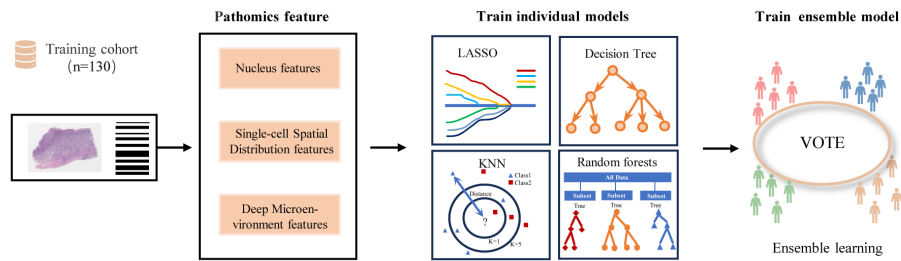 Pathomics feature
Train individual models
Train ensemble model
Training cohort
(n=130)
Nucleus features
Single-cell Spatial
Distribution features
Deep Microen-
vironment features
LASSO
Decision Tree
KNN
Class1
Class2
Distance
?
K=1
K=5
Random forests
All Data
Subset
Subset
Subset
Tree
Tree
Tree
VOTE
Ensemble learning